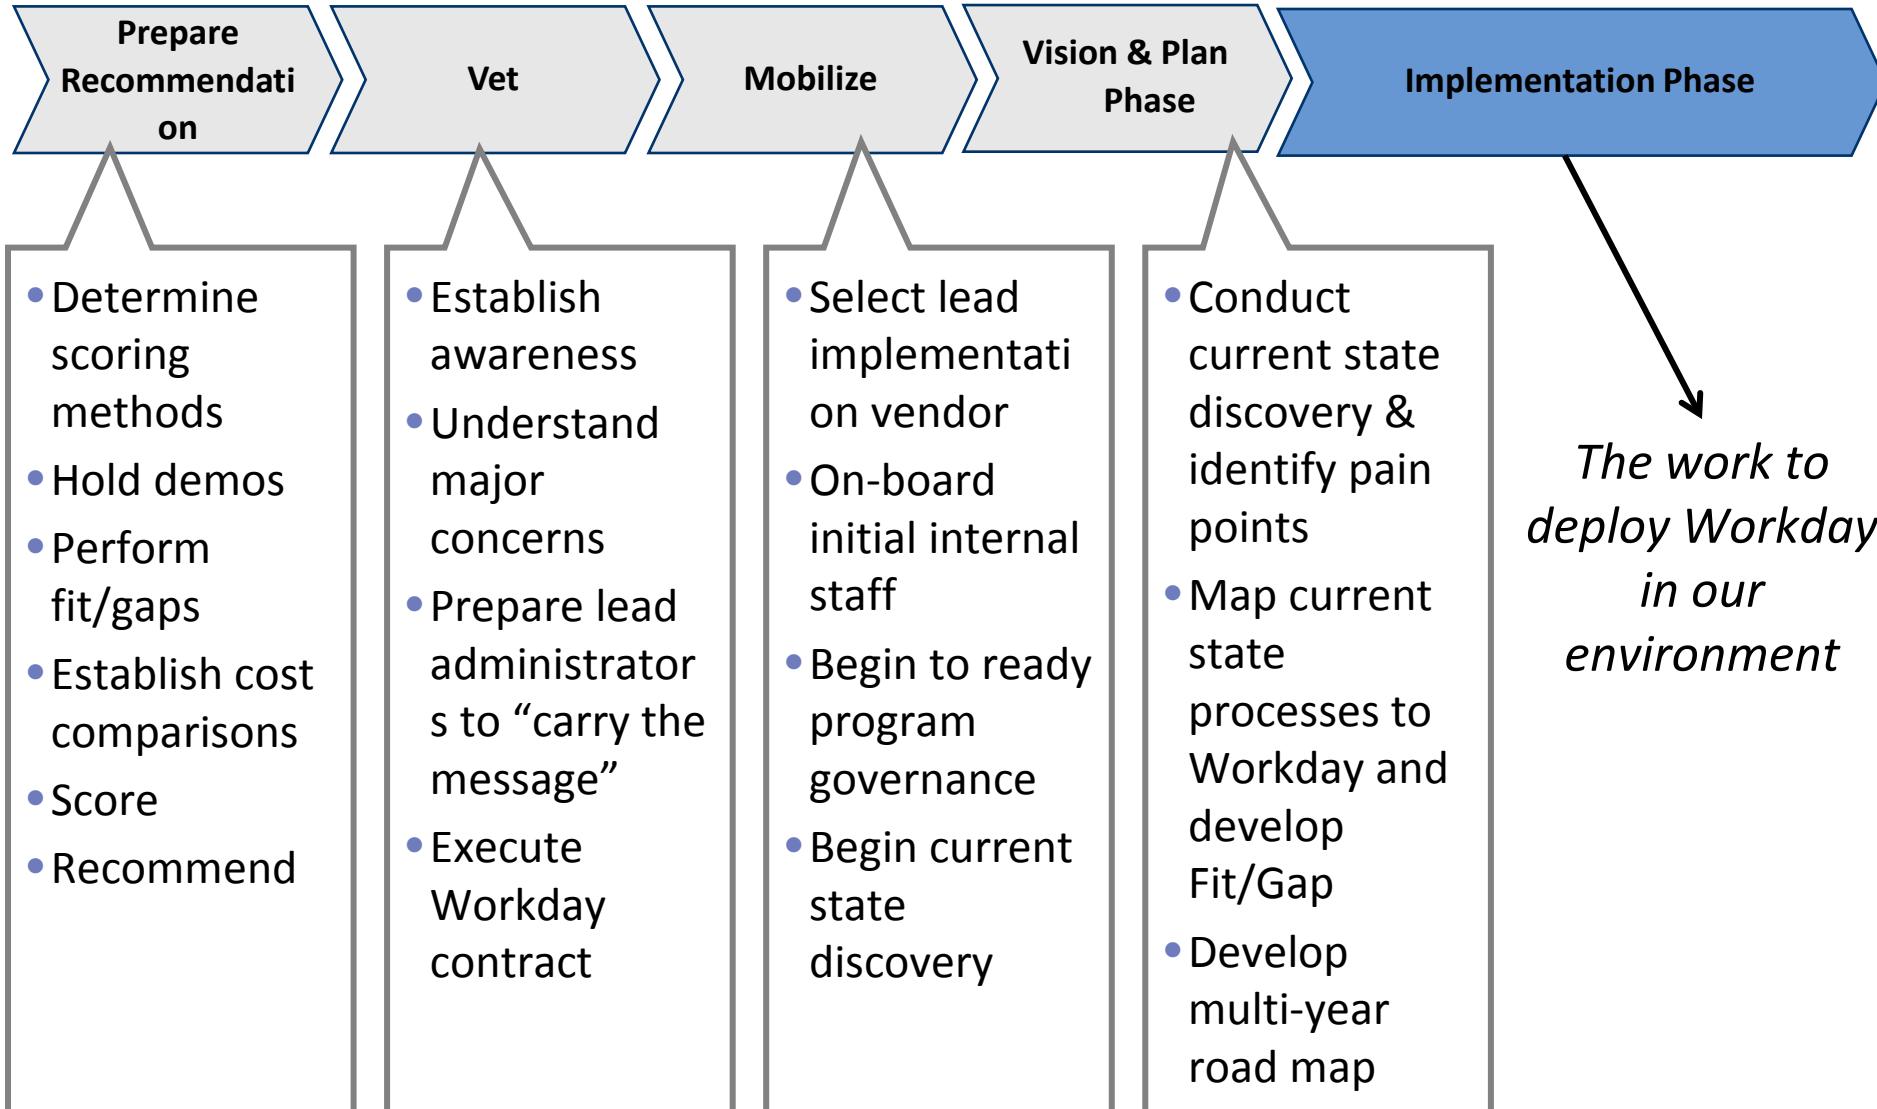 Prepare
Recommendati
on
Vet
Mobilize
Vision & Plan
Phase
Implementation Phase
•Determine
scoring
methods
•Hold demos
•Perform
fit/gaps
•Establish cost
comparisons
•Score
•Recommend
•Establish
awareness
•Understand
major
concerns
•Prepare lead
administrator
s to “carry the
message”
•Execute
Workday
contract
•Select lead
implementati
on vendor
•On-board
initial internal
staff
•Begin to ready
program
governance
•Begin current
state
discovery
•Conduct
current state
discovery &
identify pain
points
•Map current
state
processes to
Workday and
develop
Fit/Gap
•Develop
multi-year
road map
The work to
deploy Workday
in our
environment